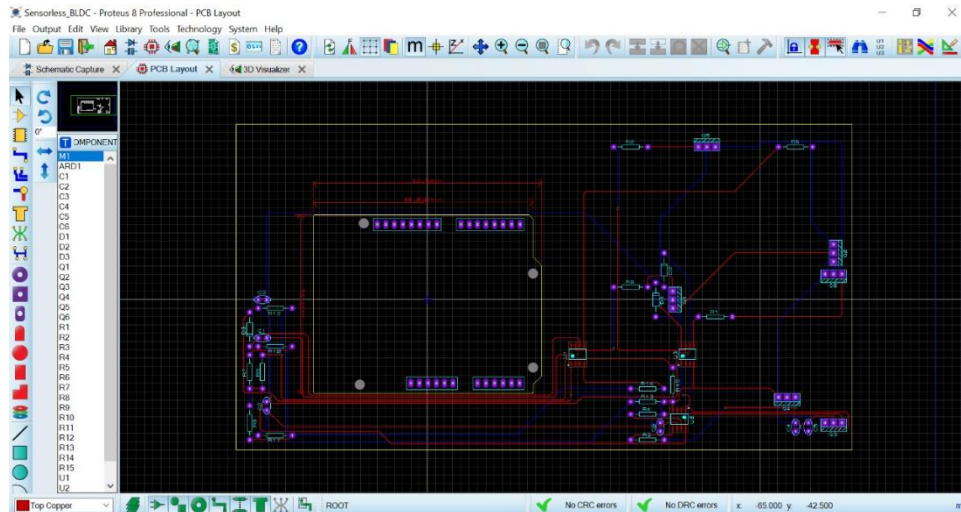 Sensorless_BLDC - Proteus 8 Professional - PCB Layout
File Output Edit View Library Tools Technology System Help
Schematic Capture X PCB Layout X 3D Visualizer X
0°
T OMPONENT
M1
ARD1
C1
C2
C3
C4
C5
C6
D1
D2
D3
Q1
Q2
Q3
Q4
Q5
Q6
R1
R2
R3
R4
R5
R6
R7
R8
R9
R10
R11
R12
R13
R14
R15
U1
U2
Top Copper ROOT No CRC errors No DRC errors x: -65.000 y: -42.500 m